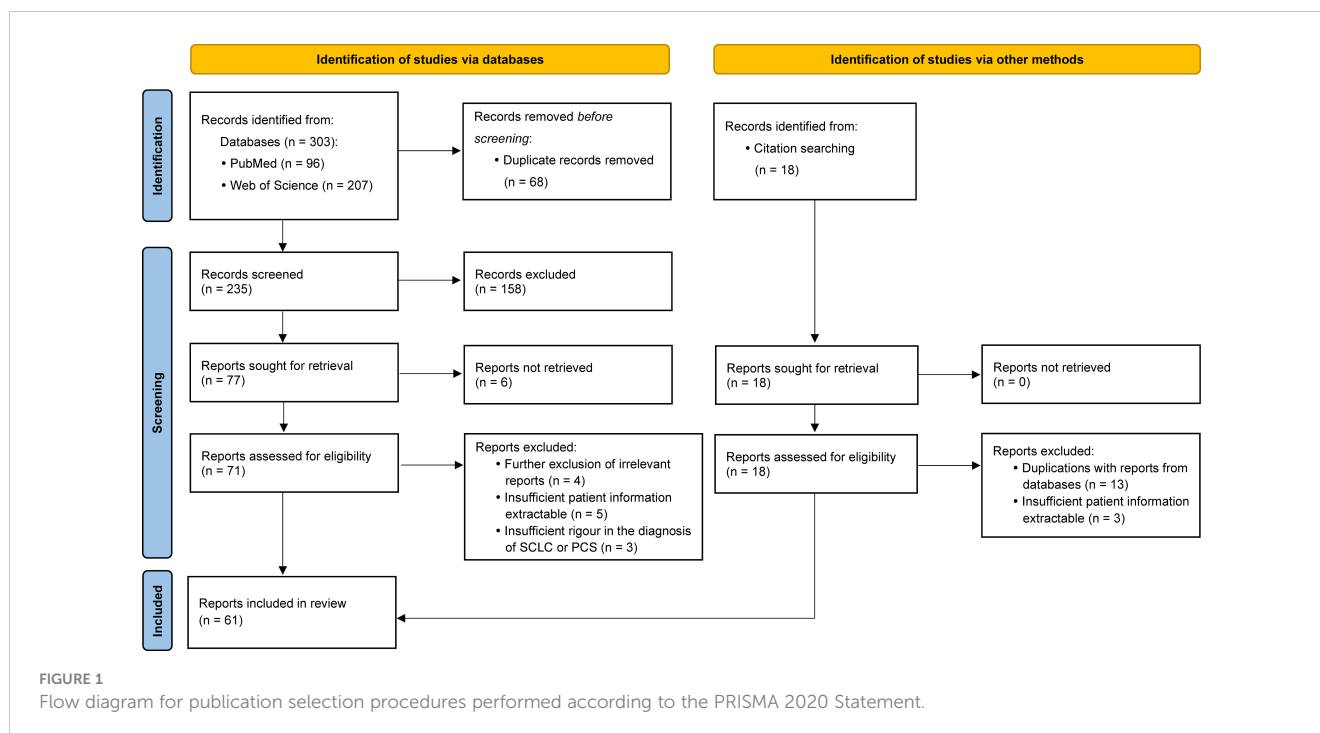 Identification of studies via databases
Identification of studies via other methods
Identification
Records identified from:
Databases (n = 303):
• PubMed (n = 96)
• Web of Science (n = 207)
Records removed before
screening:
• Duplicate records removed
(n = 68)
Records identified from:
• Citation searching
(n = 18)
Screening
Records screened
(n = 235)
Records excluded
(n = 158)
Reports sought for retrieval
(n = 77)
Reports not retrieved
(n = 6)
Reports sought for retrieval
(n = 18)
Reports not retrieved
(n = 0)
Reports assessed for eligibility
(n = 71)
Reports excluded:
• Further exclusion of irrelevant
reports (n = 4)
• Insufficient patient information
extractable (n = 5)
• Insufficient rigour in the diagnosis
of SCLC or PCS (n = 3)
Reports assessed for eligibility
(n = 18)
Reports excluded:
• Duplications with reports from
databases (n = 13)
• Insufficient patient information
extractable (n = 3)
Included
Reports included in review
(n = 61)
FIGURE 1
Flow diagram for publication selection procedures performed according to the PRISMA 2020 Statement.